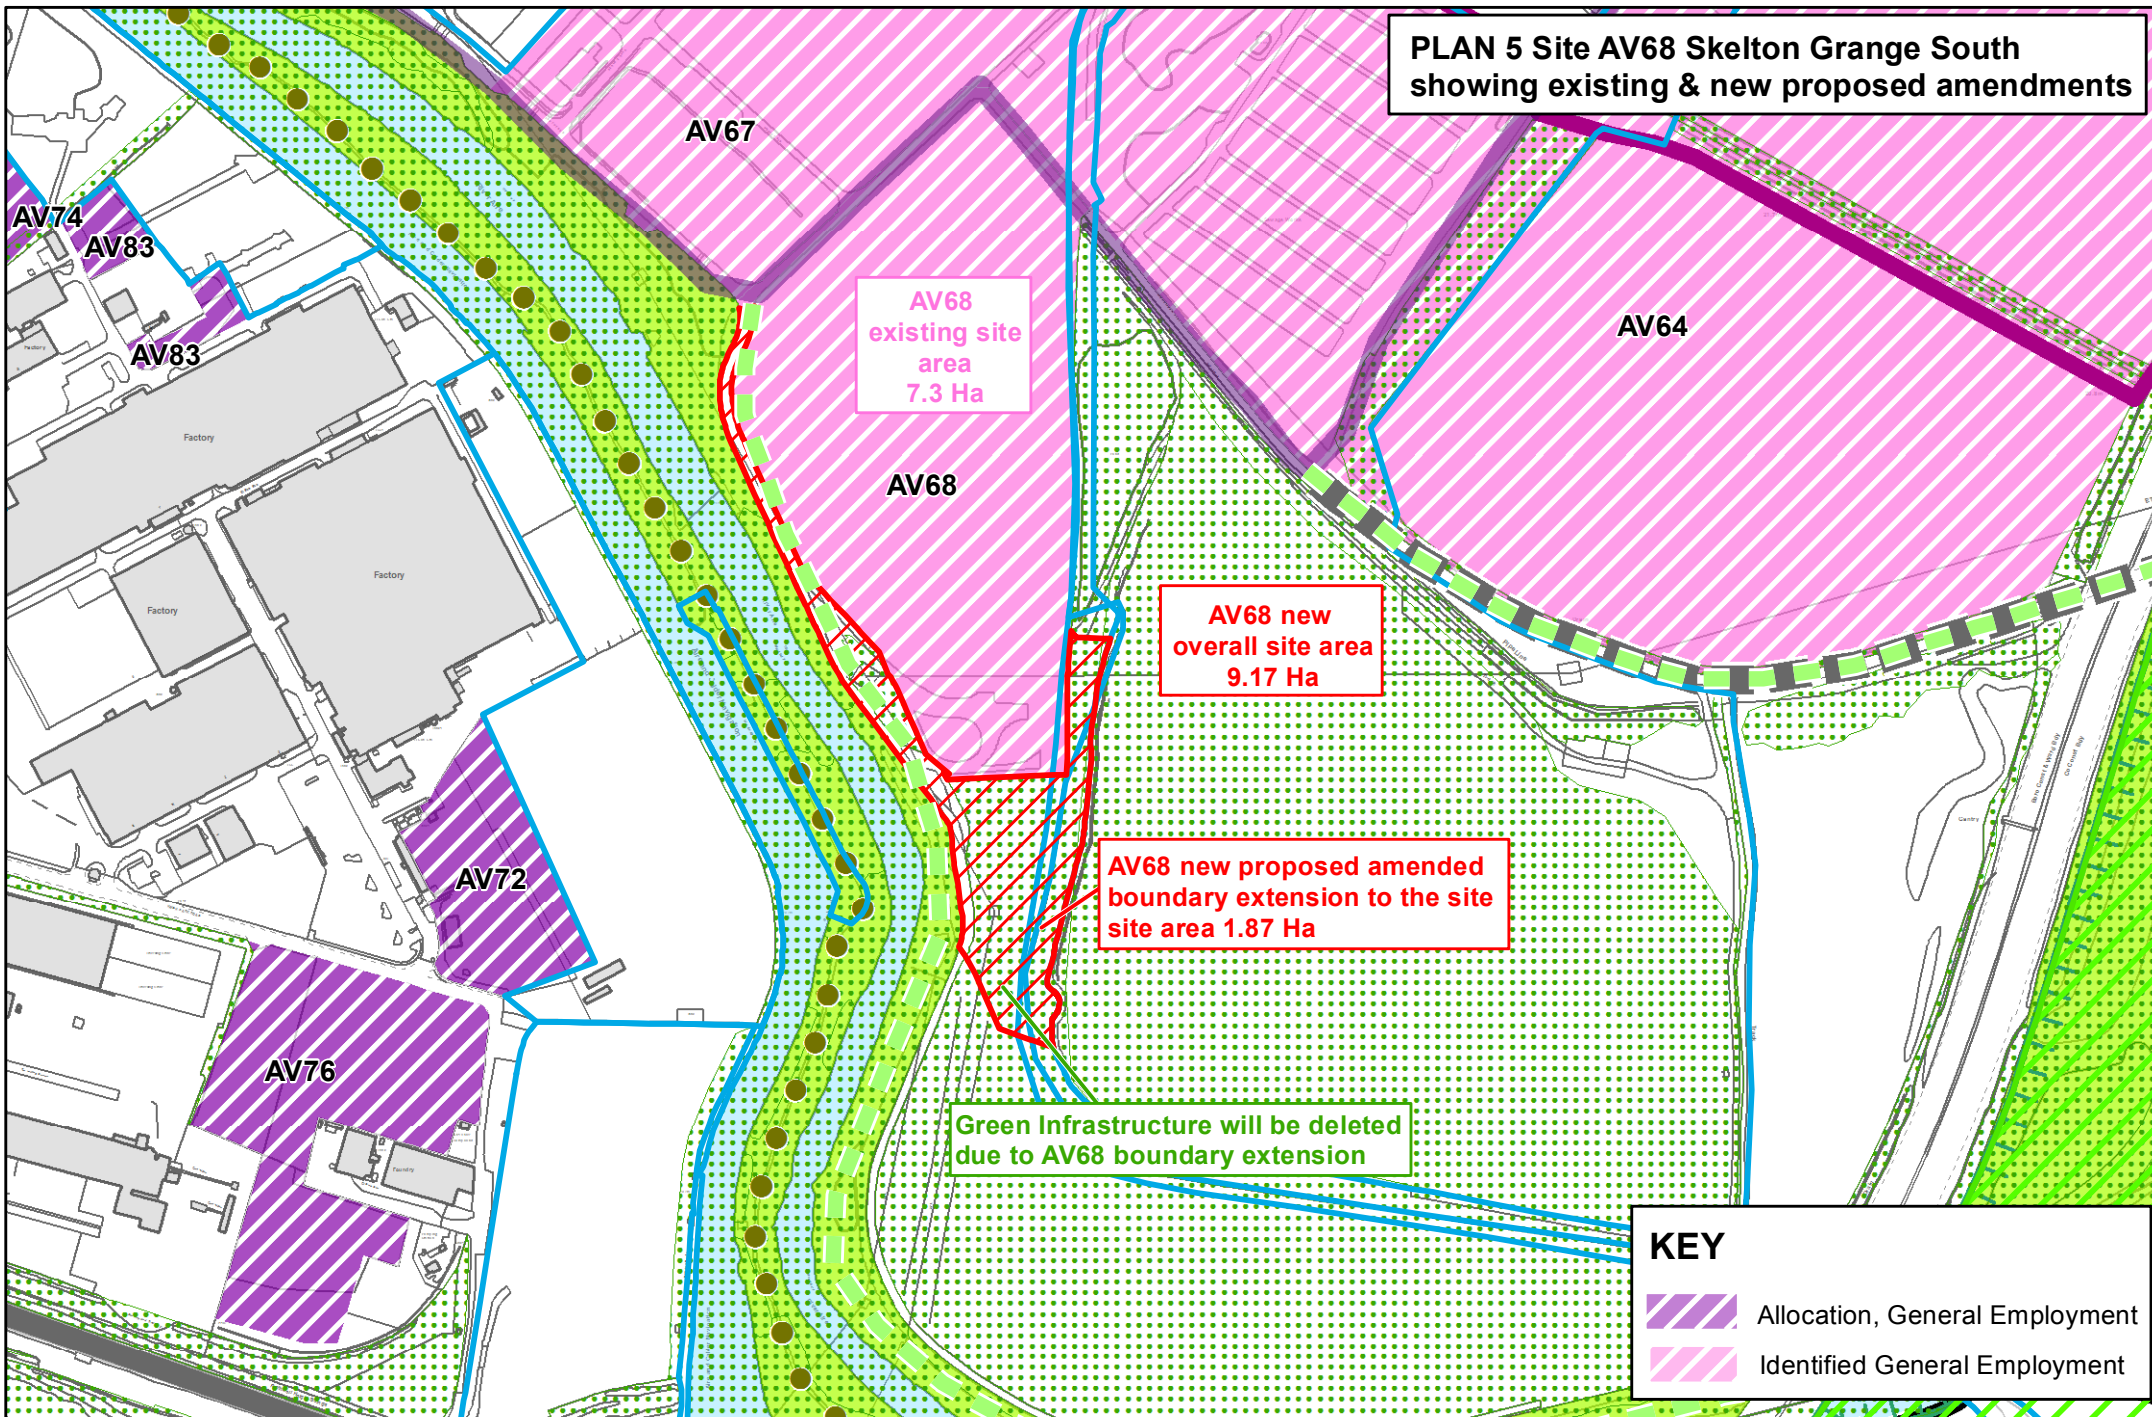 PLAN 5 Site AV68 Skelton Grange South
showing existing & new proposed amendments
AV67
AV74
AV83
AV83
AV68
existing site
area
7.3 Ha
AV64
Factory
Factory
AV68
Factory
Factory
AV68 new
overall site area
9.17 Ha
AV72
AV68 new proposed amended
boundary extension to the site
site area 1.87 Ha
Gantry
AV76
Green Infrastructure will be deleted
due to AV68 boundary extension
Foundry
KEY
Allocation, General Employment
Identified General Employment